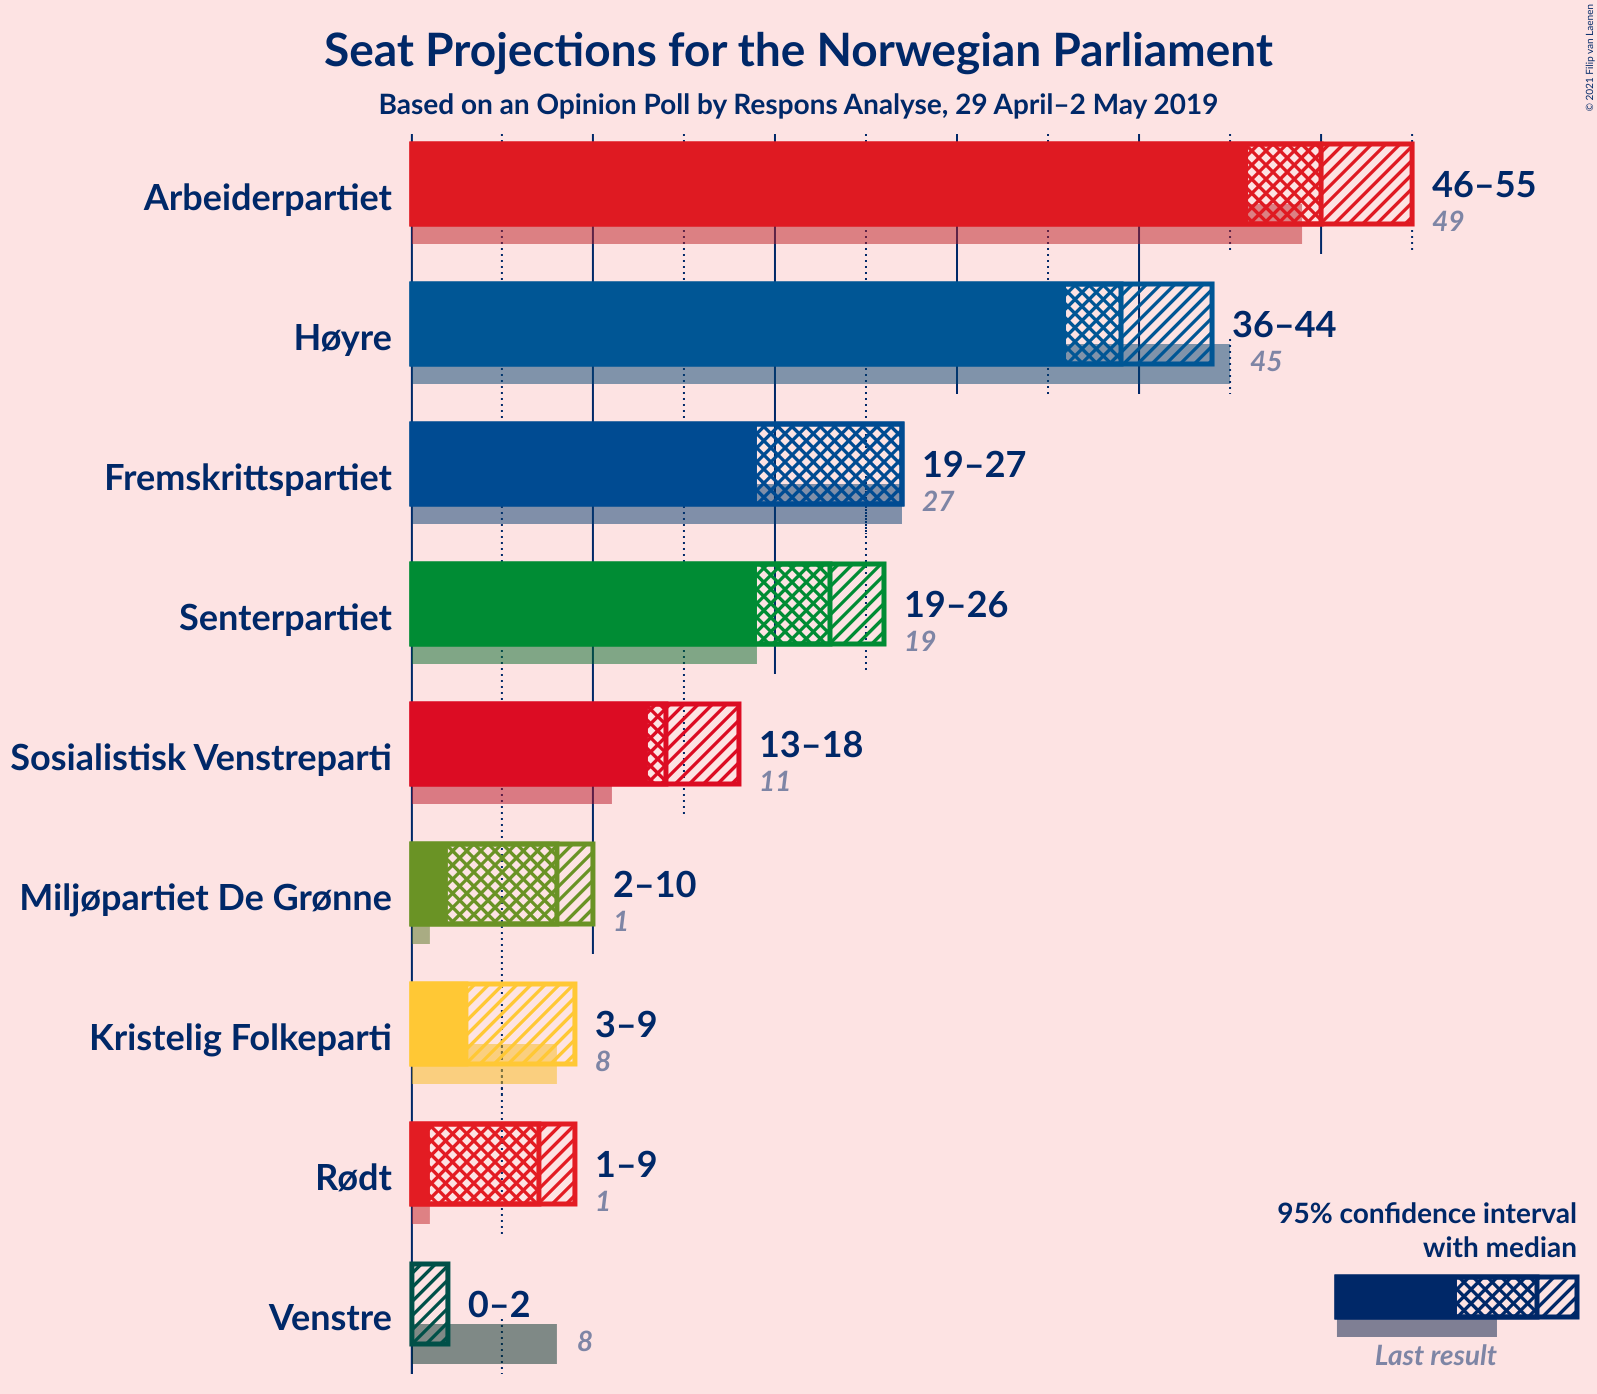 Seat Projections for the Norwegian Parliament
Based on an Opinion Poll by Respons Analyse, 29 April–2 May 2019
© 2021 Filip van Laenen
Arbeiderpartiet
46–55
49
Høyre
36–44
45
Fremskrittspartiet
19–27
27
Senterpartiet
19–26
19
Sosialistisk Venstreparti
13–18
11
Miljøpartiet De Grønne
2–10
1
Kristelig Folkeparti
3–9
8
Rødt
1–9
1
Venstre
0–2
8
95% confidence interval
with median
Last result